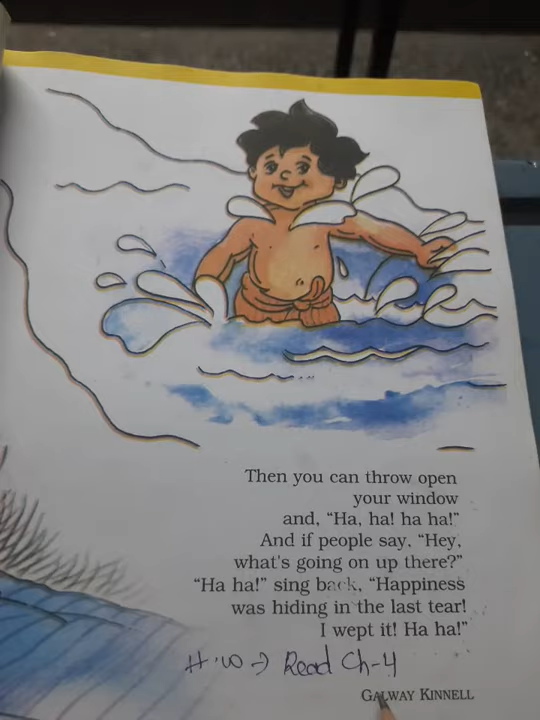 Then you can throw open
your window
and, “Ha, ha! ha ha!”
And if people say, “Hey,
what's going on up there?”
“Ha ha!” sing back, “Happiness
was hiding in the last tear!
I wept it! Ha ha!”
H.W → Read Ch-4
GALWAY KINNELL